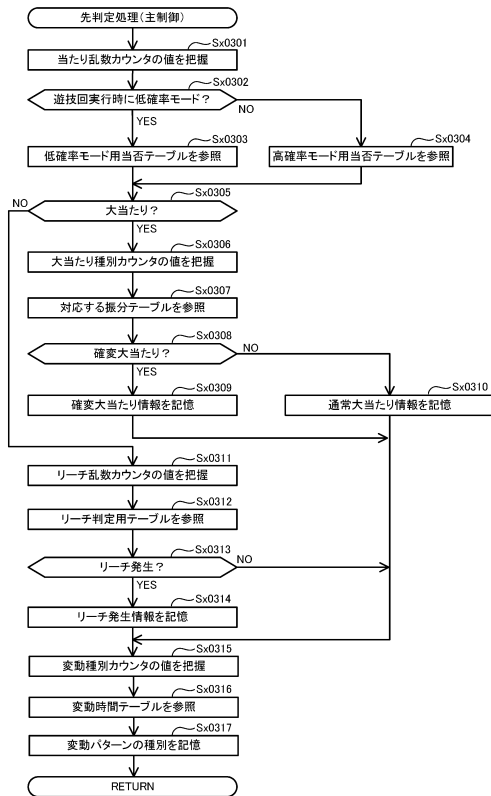 先判定処理(主制御)
Sx0301
当たり乱数カウンタの値を把握
Sx0302
遊技回実行時に低確率モード?
NO
YES
Sx0303
低確率モード用当否テーブルを参照
Sx0304
高確率モード用当否テーブルを参照
Sx0305
NO
大当たり?
YES
Sx0306
大当たり種別カウンタの値を把握
Sx0307
対応する振分テーブルを参照
Sx0308
確変大当たり?
NO
YES
Sx0309
確変大当たり情報を記憶
Sx0310
通常大当たり情報を記憶
Sx0311
リーチ乱数カウンタの値を把握
Sx0312
リーチ判定用テーブルを参照
Sx0313
リーチ発生?
NO
YES
Sx0314
リーチ発生情報を記憶
Sx0315
変動種別カウンタの値を把握
Sx0316
変動時間テーブルを参照
Sx0317
変動パターンの種別を記憶
RETURN